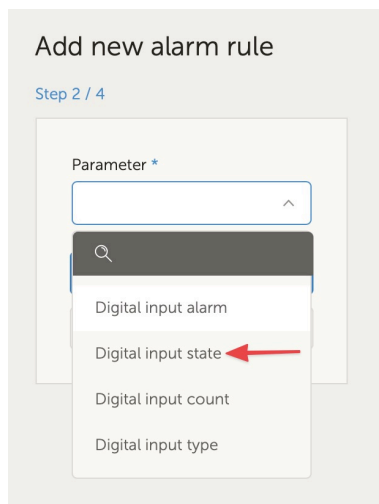 Add new alarm rule
Step 2 / 4
Parameter *
Digital input alarm
Digital input state
Digital input count
Digital input type